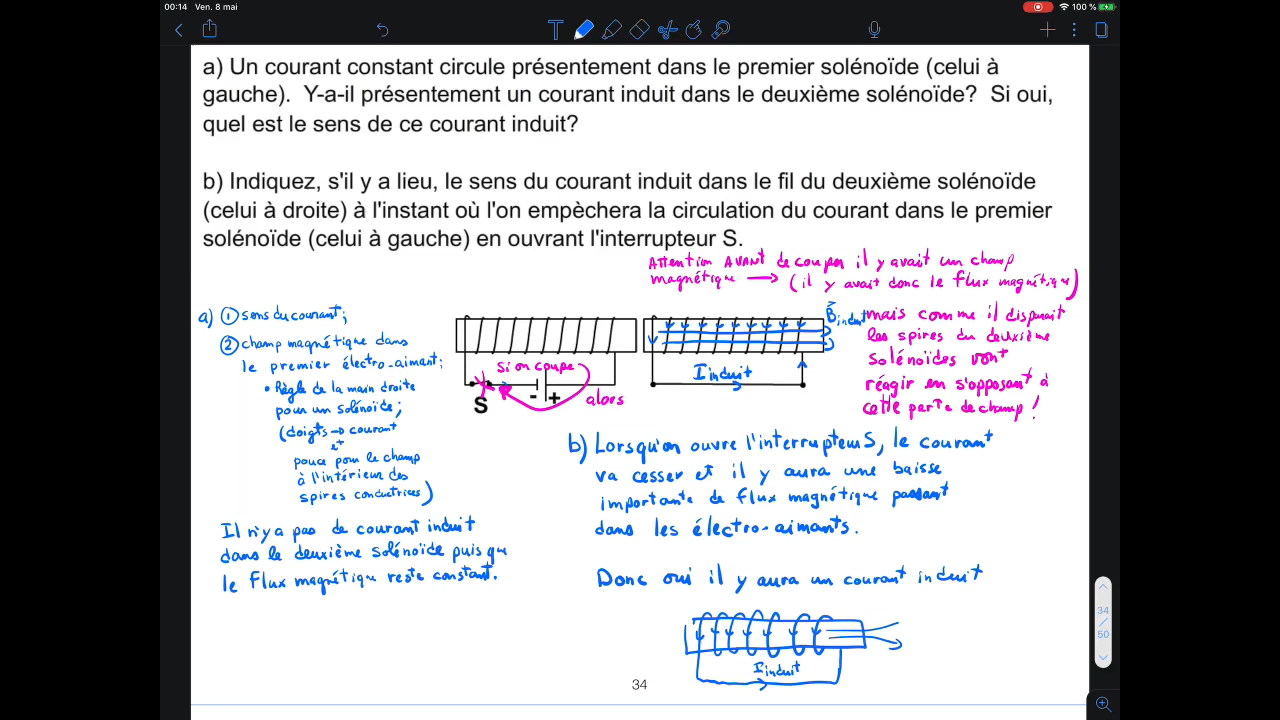 00:14 Ven. 8 mai
100 %
a) Un courant constant circule présentement dans le premier solénoïde (celui à
gauche). Y-a-il présentement un courant induit dans le deuxième solénoïde? Si oui,
quel est le sens de ce courant induit?
b) Indiquez, s'il y a lieu, le sens du courant induit dans le fil du deuxième solénoïde
(celui à droite) à l'instant où l'on empèchera la circulation du courant dans le premier
solénoïde (celui à gauche) en ouvrant l'interrupteur S.
Attention AVANT de couper il y avait un champ
magnétique → (il y avait donc le flux magnétique)
mais comme il disparait
les spires du deuxième
solénoïdes vont
réagir en s'opposant à
cette perte de champ !
a) 1 sens du courant;
2 champ magnétique dans
le premier électro-aimant;
• Règle de la main droite
pour un solénoïde;
(doigts → courant
et
pouce pour le champ
à l'intérieur des
spires conductrices)
Il n'y a pas de courant induit
dans le deuxième solénoïde puis que
le flux magnétique reste constant.
Si on coupe
alors
S
- +
B induit
I induit
b) Lorsqu'on ouvre l'interrupteur S, le courant
va cesser et il y aura une baisse
importante de flux magnétique passant
dans les électro-aimants.
Donc oui il y aura un courant induit
I induit
34
34
/
50